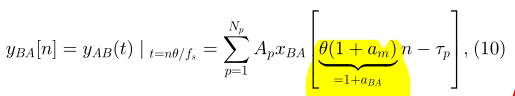 y_{BA}[n] = y_{AB}(t) |_{t=nθ/f_s} = \sum_{p=1}^{N_p} A_p x_{BA} [ \underbrace{θ(1 + a_m)}_{=1+a_{BA}} n − τ_p ] , (10)